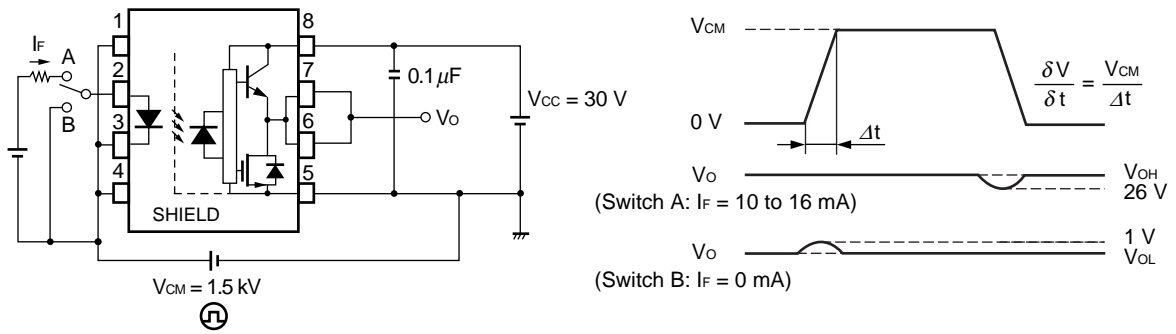 1
8
IF
A
2
7
B
3
6
4
5
SHIELD
0.1 μF
VO
VCC = 30 V
VCM = 1.5 kV
VCM
0 V
Δt
δV
δt
=
VCM
Δt
VO
VOH
26 V
(Switch A: IF = 10 to 16 mA)
VO
1 V
VOL
(Switch B: IF = 0 mA)